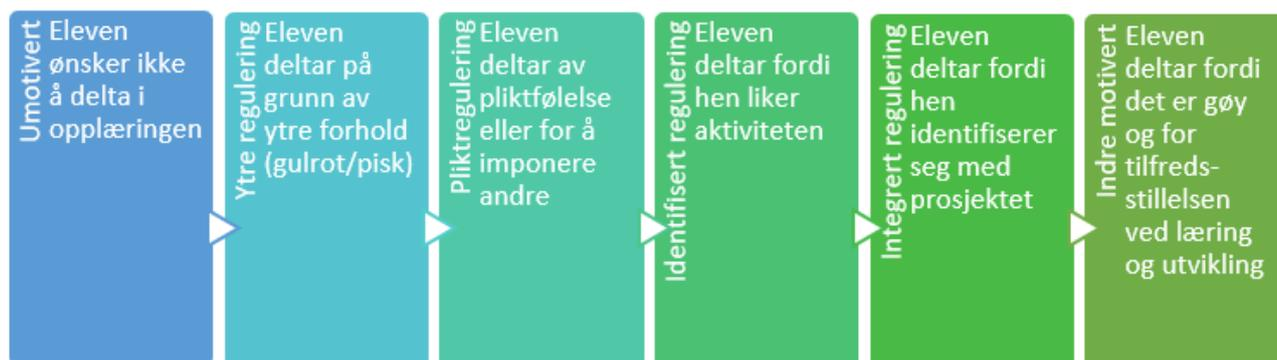 Umotivert
Eleven
ønsker ikke
å delta i
opplæringen
Ytre regulering
Eleven
deltar på
grunn av
ytre forhold
(gulrot/pisk)
Pliktregulering
Eleven
deltar av
pliktfølelse
eller for å
imponere
andre
Identifisert regulering
Eleven
deltar fordi
hen liker
aktiviteten
Integrert regulering
Eleven
deltar fordi
hen
identifiserer
seg med
prosjektet
Indre motivert
Eleven
deltar fordi
det er gøy
og for
tilfreds-
stillelsen
ved læring
og utvikling